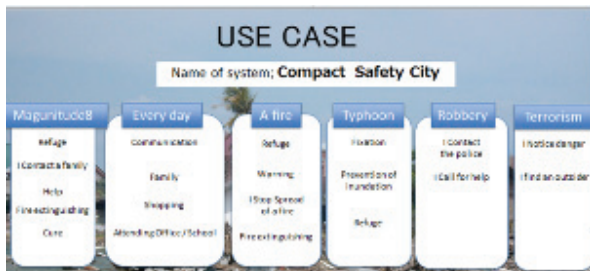 USE CASE
Name of system; Compact Safety City
Magunitude8
Refuge
I Contact a family
Help
Fire extinguishing
Cure
Every day
Communication
Family
Shopping
Attending Office / School
A fire
Refuge
Warning
I Stop Spread
of a fire
Fire extinguishing
Typhoon
Fixation
Prevention of
Inundation
Refuge
Robbery
I Contact
the police
I Call for help
Terrorism
I Notice danger
I find an outsider